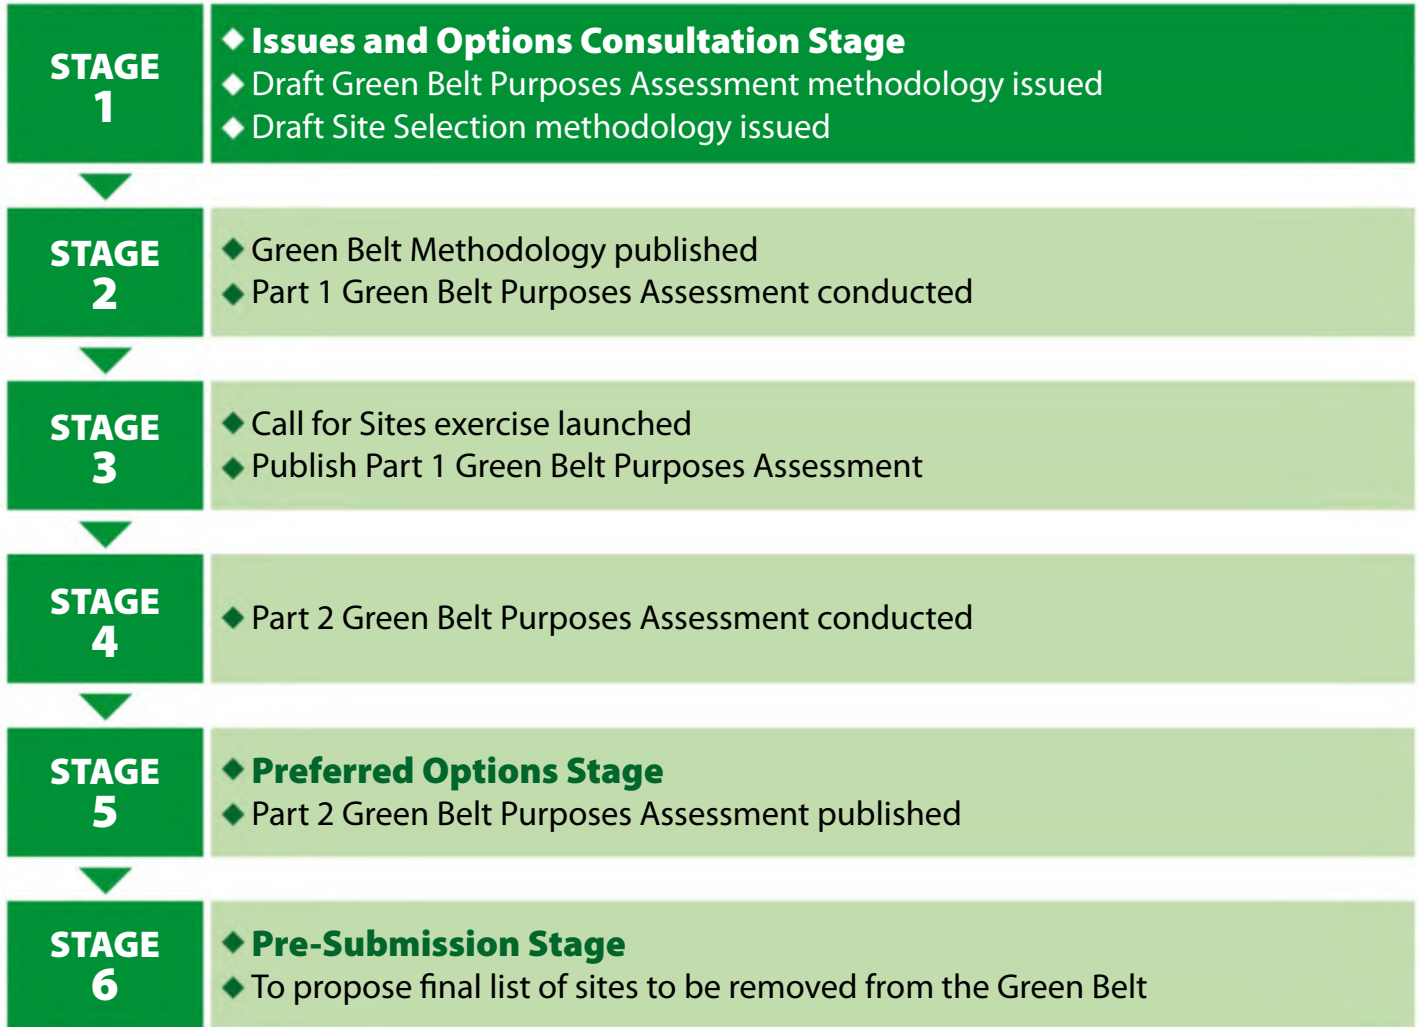 STAGE
1
Issues and Options Consultation Stage
Draft Green Belt Purposes Assessment methodology issued
Draft Site Selection methodology issued
STAGE
2
Green Belt Methodology published
Part 1 Green Belt Purposes Assessment conducted
STAGE
3
Call for Sites exercise launched
Publish Part 1 Green Belt Purposes Assessment
STAGE
4
Part 2 Green Belt Purposes Assessment conducted
STAGE
5
Preferred Options Stage
Part 2 Green Belt Purposes Assessment published
STAGE
6
Pre-Submission Stage
To propose final list of sites to be removed from the Green Belt